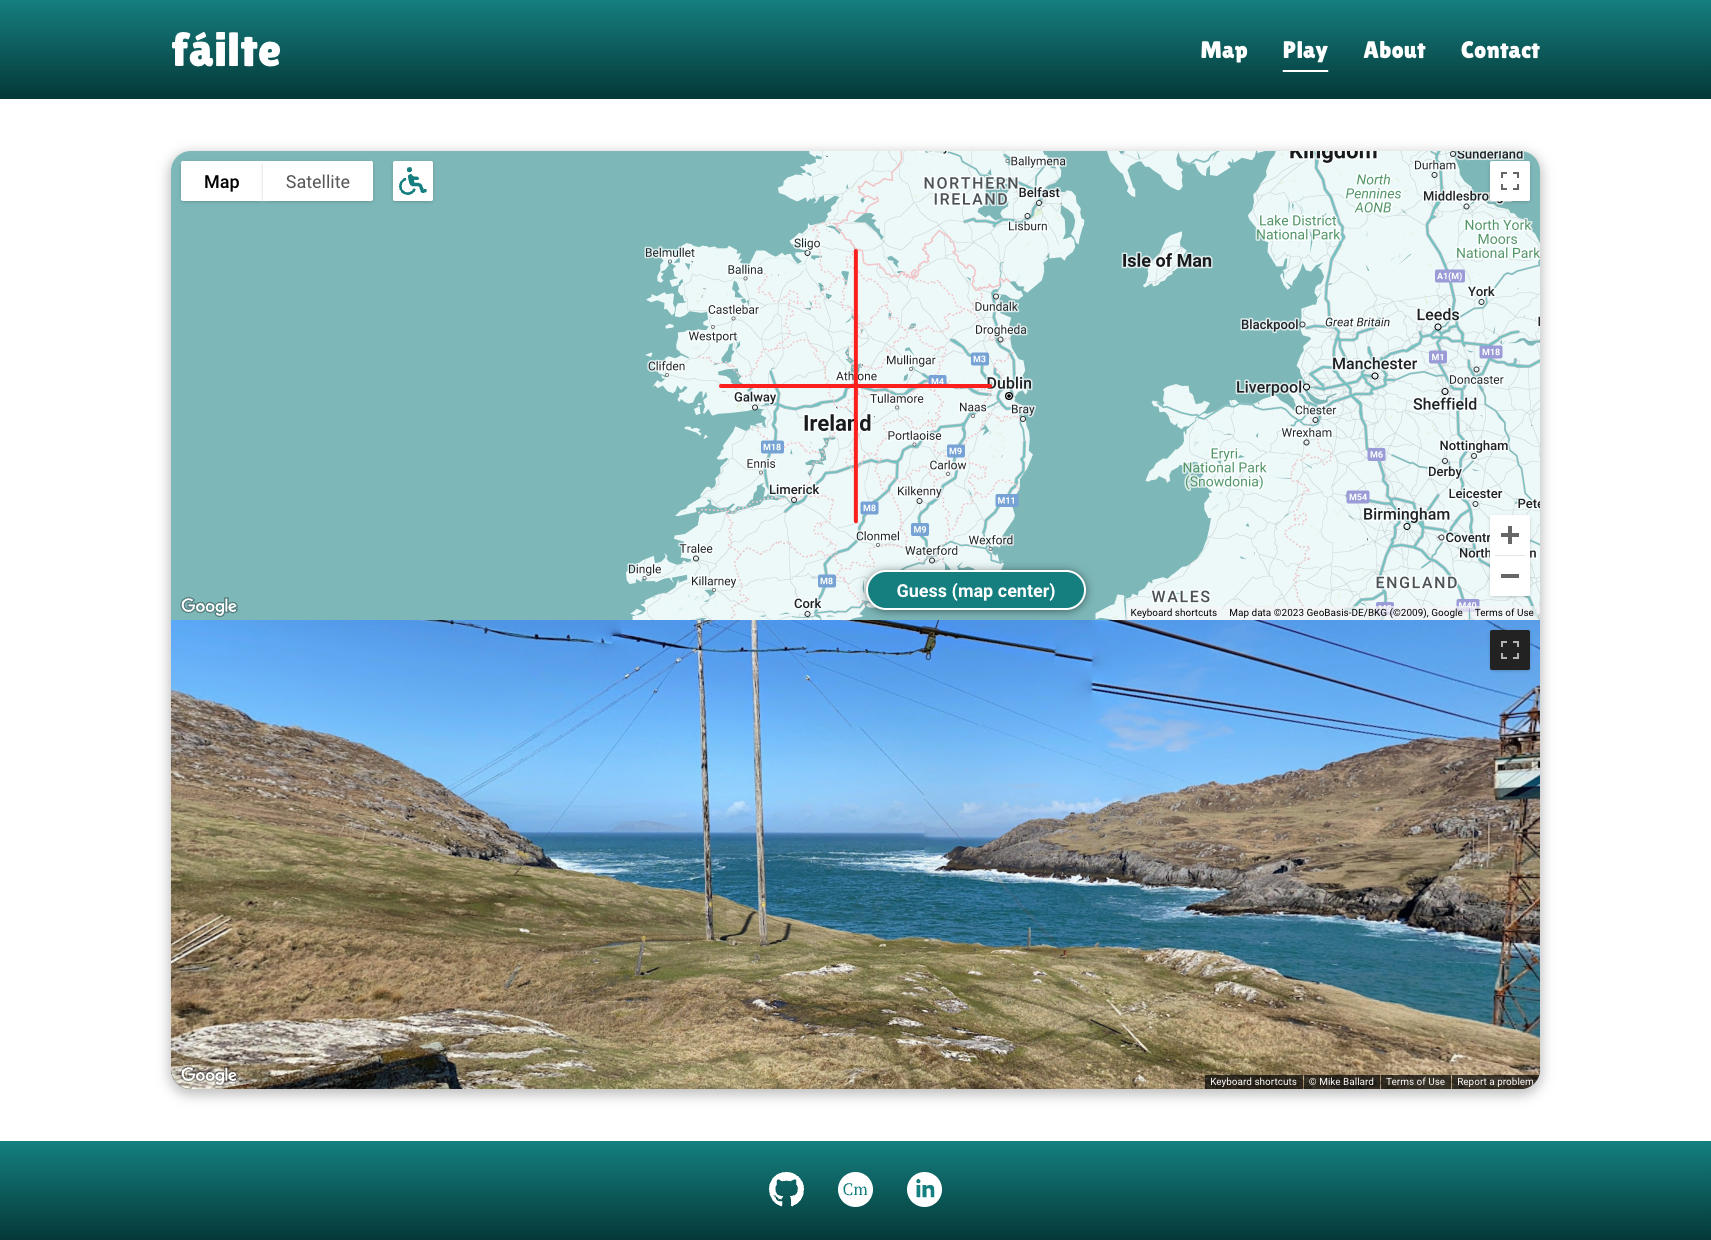 fáilte
Map
Play
About
Contact
Map
Satellite
Kingdom
Sunderland
Ballymena
Durham
NORTHERN
IRELAND
Belfast
North
Pennines
AONB
Lisburn
Lake District
National Park
North York
Moors
National Park
Sligo
Belmullet
Ballina
Isle of Man
A1(M)
York
Castlebar
Dundalk
Leeds
Westport
Drogheda
Blackpool
Great Britain
Clifden
Mullingar
M3
Manchester
M1
M18
M4
Dublin
Liverpool
Doncaster
Galway
Tullamore
Naas
Bray
Chester
Sheffield
Ireland
Portlaoise
Wrexham
M18
M9
Nottingham
Ennis
Carlow
Eryri
National Park
(Snowdonia)
M6
Derby
Limerick
Kilkenny
M11
M54
Leicester
M8
Birmingham
M9
Clonmel
Wexford
Tralee
Waterford
Dingle
Killarney
M8
ENGLAND
Guess (map center)
WALES
Cork
Google
Keyboard shortcuts
Map data ©2023 GeoBasis-DE/BKG (©2009), Google
Terms of Use
Google
Keyboard shortcuts
© Mike Ballard
Terms of Use
Report a problem
Cm
in